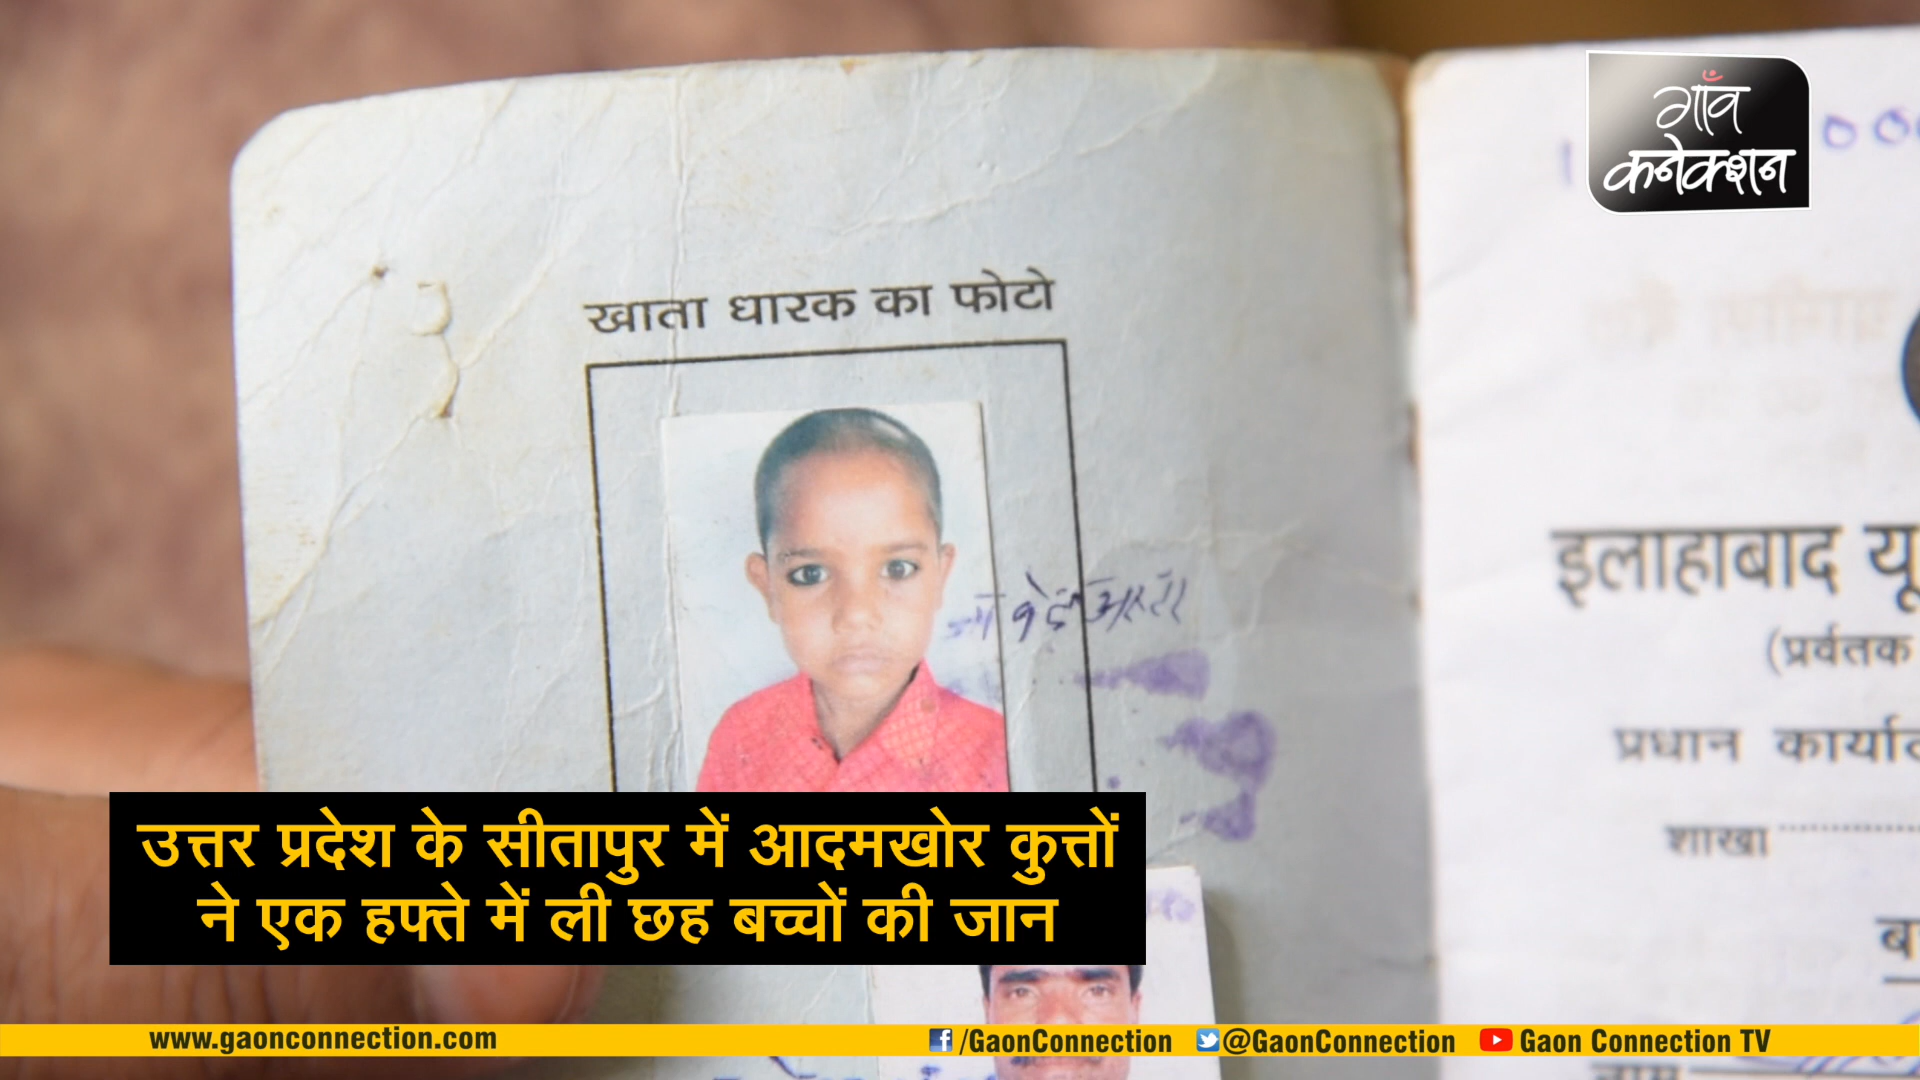 गाँव
कनेक्शन
खाता धारक का फोटो
इलाहाबाद यू
(प्रर्वतक
प्रधान कार्या
शाखा
उत्तर प्रदेश के सीतापुर में आदमखोर कुत्तों
ने एक हफ्ते में ली छह बच्चों की जान
www.gaonconnection.com
/GaonConnection
@GaonConnection
Gaon Connection TV